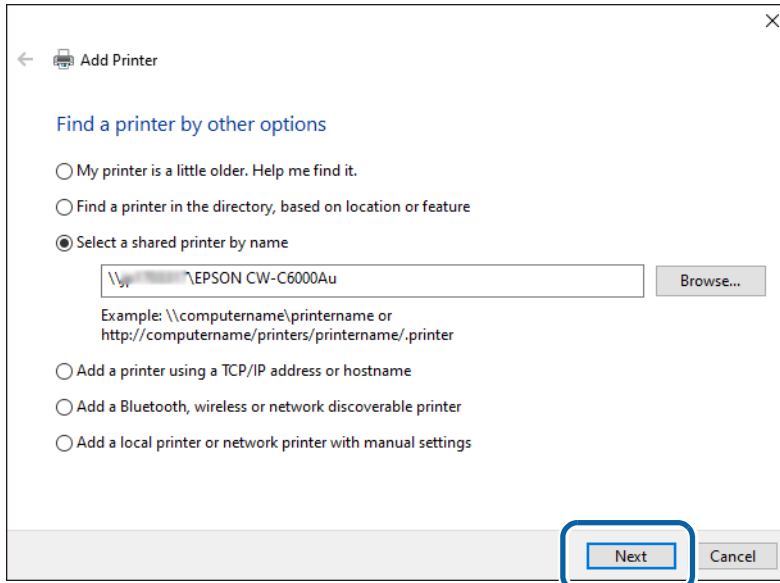 Add Printer
Find a printer by other options
My printer is a little older. Help me find it.
Find a printer in the directory, based on location or feature
Select a shared printer by name
\\ \EPSON CW-C6000Au
Browse...
Example: \\computername\printername or
http://computername/printers/printername/.printer
Add a printer using a TCP/IP address or hostname
Add a Bluetooth, wireless or network discoverable printer
Add a local printer or network printer with manual settings
Next
Cancel